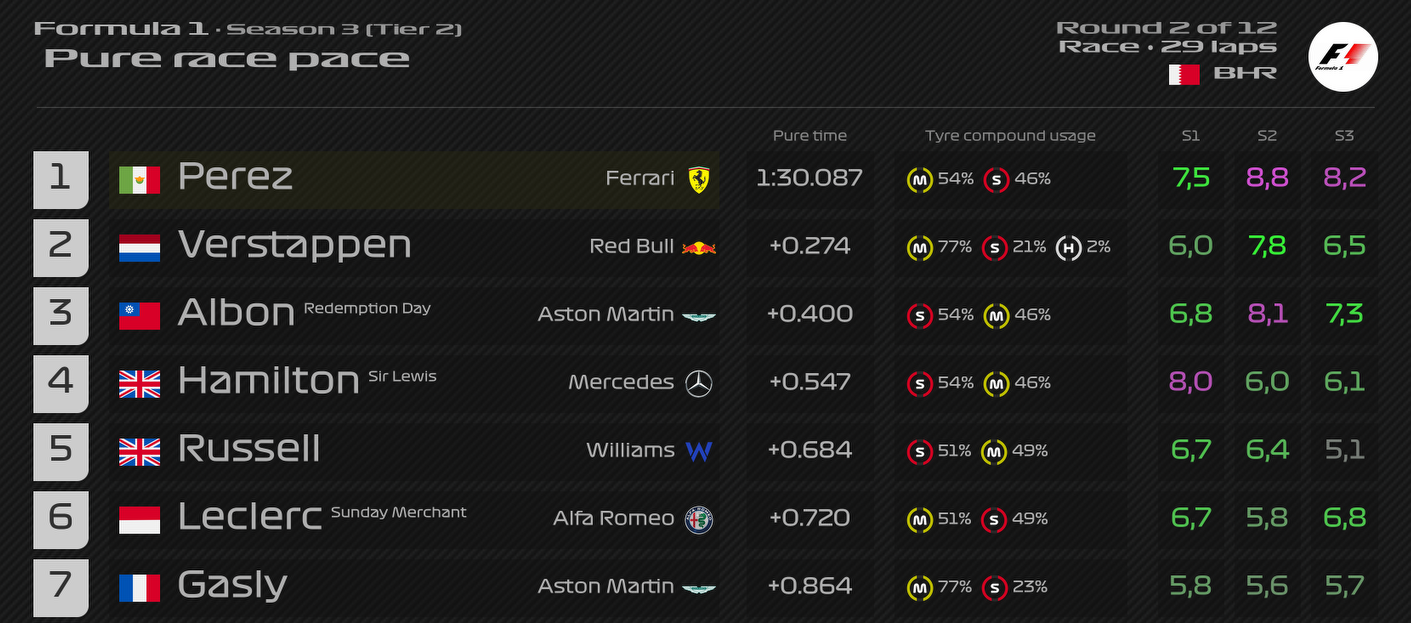 Formula 1 · Season 3 (Tier 2)
Pure race pace
Round 2 of 12
Race · 29 laps
BHR
F1
Formula 1
Pure time Tyre compound usage S1 S2 S3
1 Perez Ferrari 1:30.087 M 54% S 46% 7,5 8,8 8,2
2 Verstappen Red Bull +0.274 M 77% S 21% H 2% 6,0 7,8 6,5
3 Albon Redemption Day Aston Martin +0.400 S 54% M 46% 6,8 8,1 7,3
4 Hamilton Sir Lewis Mercedes +0.547 S 54% M 46% 8,0 6,0 6,1
5 Russell Williams +0.684 S 51% M 49% 6,7 6,4 5,1
6 Leclerc Sunday Merchant Alfa Romeo +0.720 M 51% S 49% 6,7 5,8 6,8
7 Gasly Aston Martin +0.864 M 77% S 23% 5,8 5,6 5,7